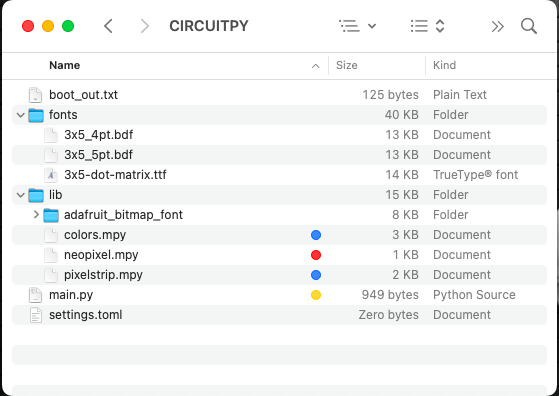 CIRCUITPY
Name Size Kind
boot_out.txt 125 bytes Plain Text
fonts 40 KB Folder
3x5_4pt.bdf 13 KB Document
3x5_5pt.bdf 13 KB Document
3x5-dot-matrix.ttf 14 KB TrueType® font
lib 15 KB Folder
adafruit_bitmap_font 8 KB Folder
colors.mpy 3 KB Document
neopixel.mpy 1 KB Document
pixelstrip.mpy 2 KB Document
main.py 949 bytes Python Source
settings.toml Zero bytes Document